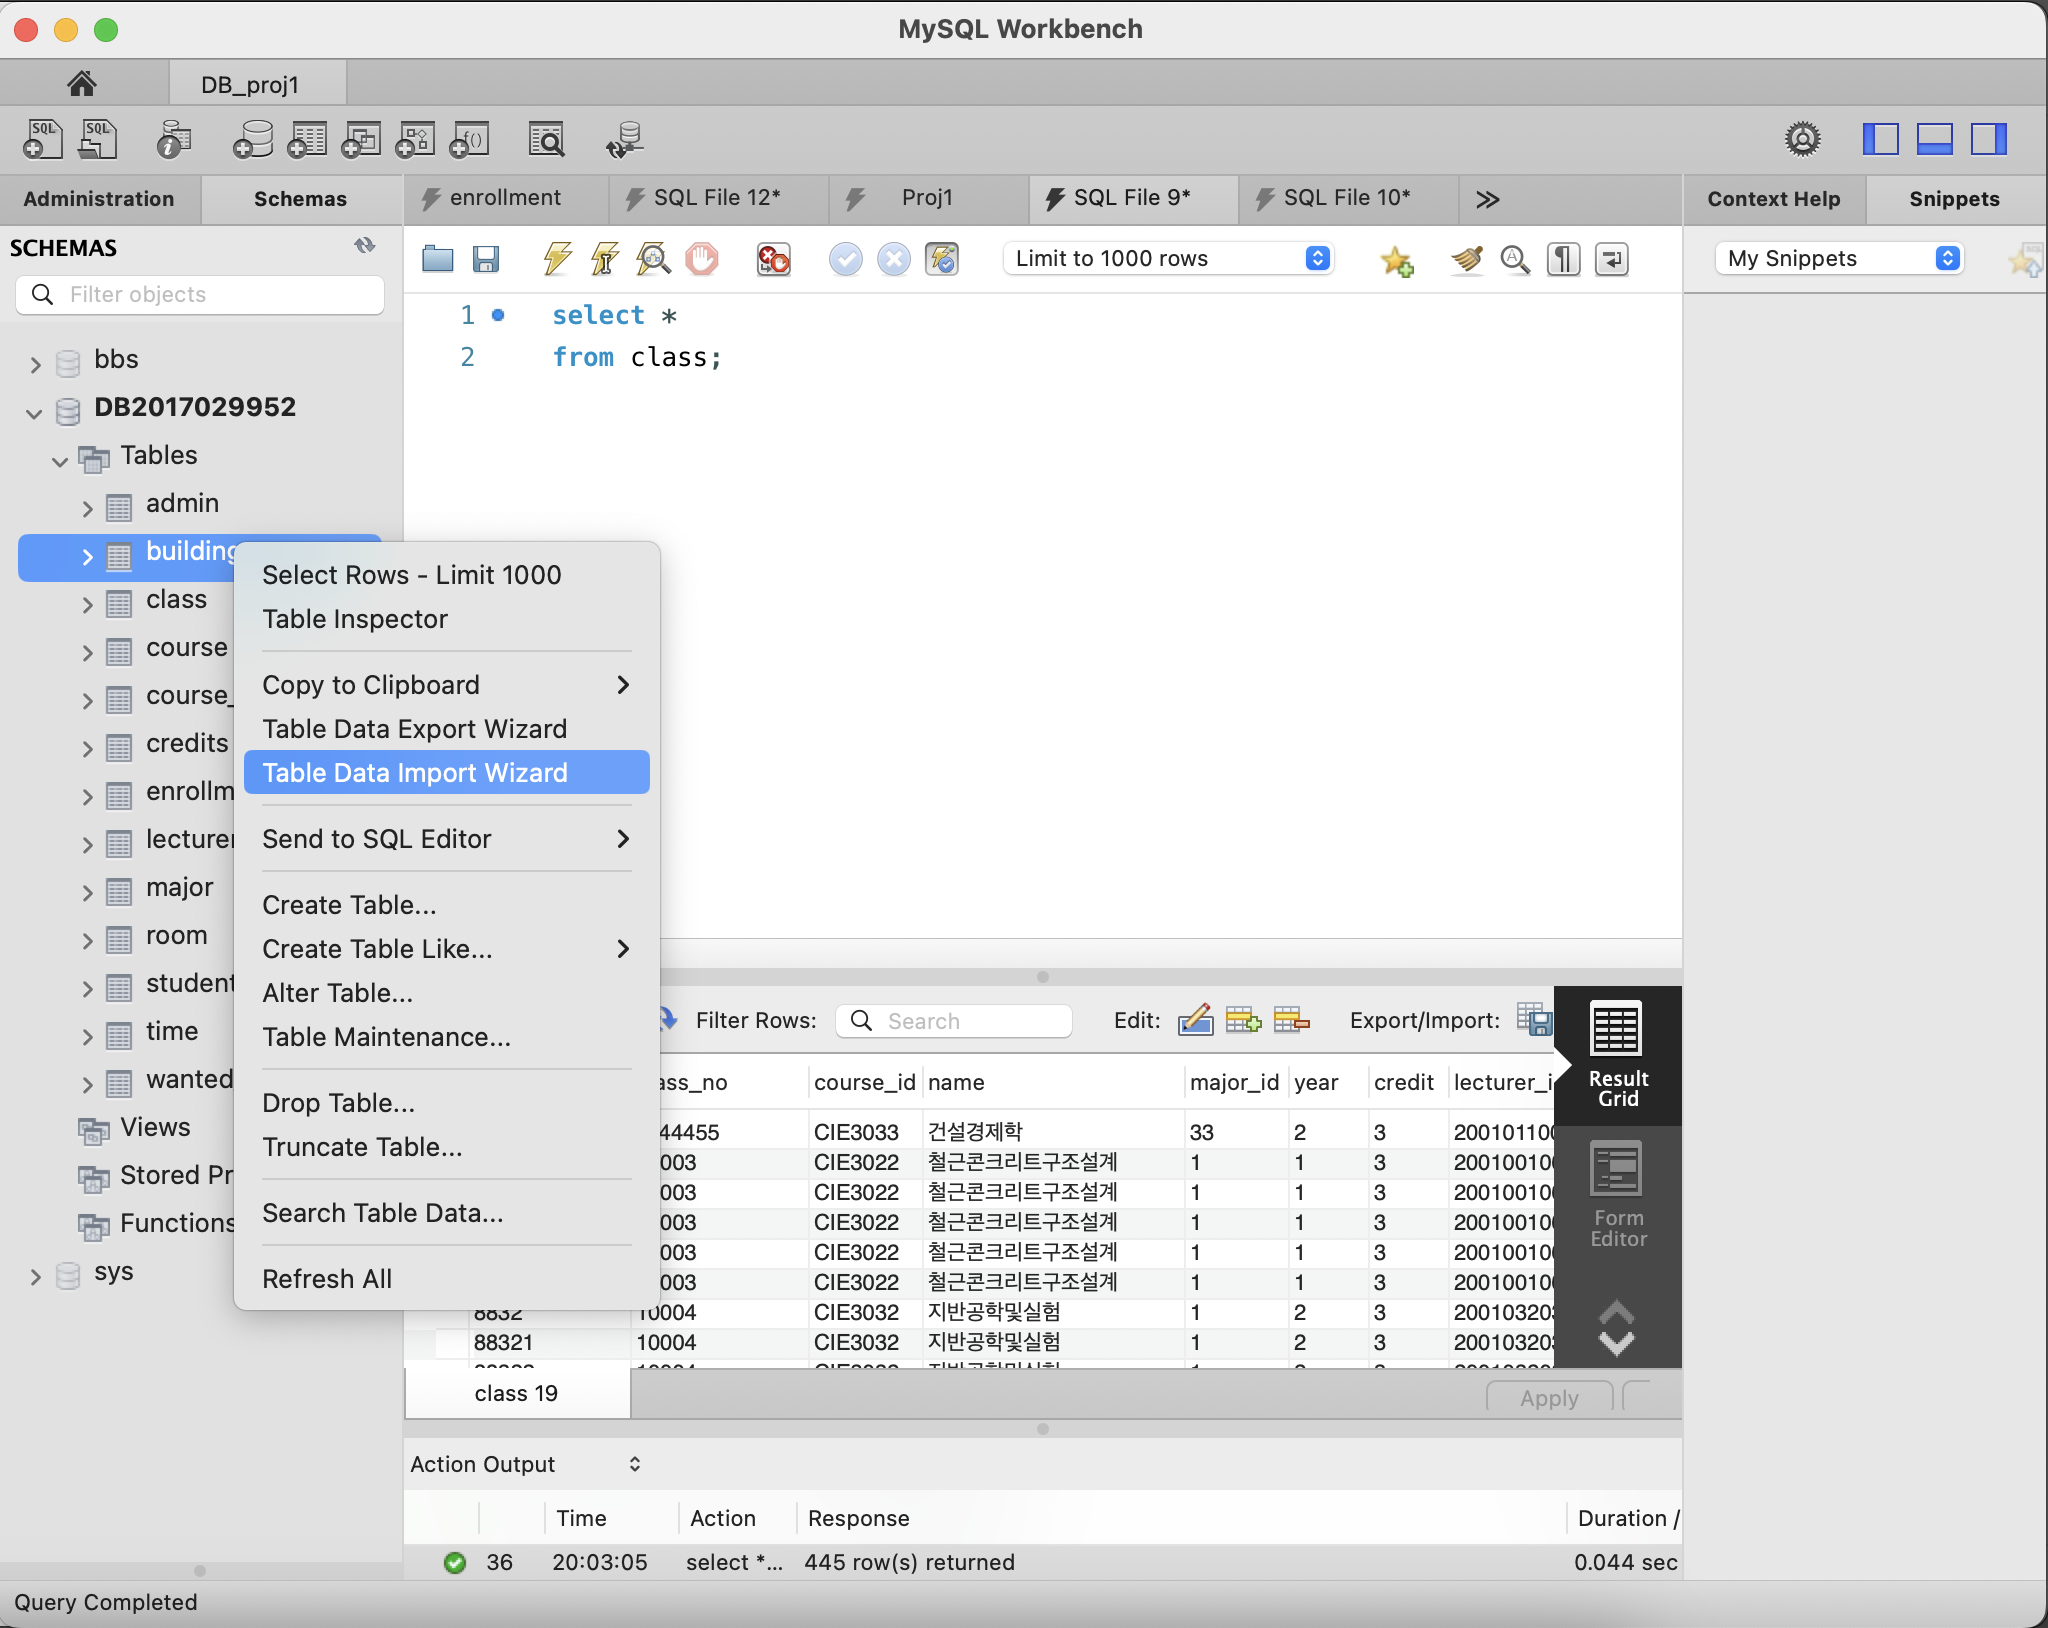 MySQL Workbench
DB_proj1
Administration
Schemas
enrollment
SQL File 12*
Proj1
SQL File 9*
SQL File 10*
Context Help
Snippets
SCHEMAS
Filter objects
Limit to 1000 rows
My Snippets
1 select *
2 from class;
bbs
DB2017029952
Tables
admin
building
class
course
course_
credits
enrollm
lecturer
major
room
student
time
wanted
Views
Stored Pr
Functions
sys
Select Rows - Limit 1000
Table Inspector
Copy to Clipboard
Table Data Export Wizard
Table Data Import Wizard
Send to SQL Editor
Create Table...
Create Table Like...
Alter Table...
Table Maintenance...
Drop Table...
Truncate Table...
Search Table Data...
Refresh All
Filter Rows: Search Edit: Export/Import:
ass_no course_id name major_id year credit lecturer_i
44455 CIE3033 건설경제학 33 2 3 200101100
003 CIE3022 철근콘크리트구조설계 1 1 3 200100100
003 CIE3022 철근콘크리트구조설계 1 1 3 200100100
003 CIE3022 철근콘크리트구조설계 1 1 3 200100100
003 CIE3022 철근콘크리트구조설계 1 1 3 200100100
003 CIE3022 철근콘크리트구조설계 1 1 3 200100100
8832 10004 CIE3032 지반공학및실험 1 2 3 200103203
88321 10004 CIE3032 지반공학및실험 1 2 3 200103203
Result
Grid
Form
Editor
class 19
Apply
Action Output
Time Action Response Duration /
36 20:03:05 select *... 445 row(s) returned 0.044 sec
Query Completed